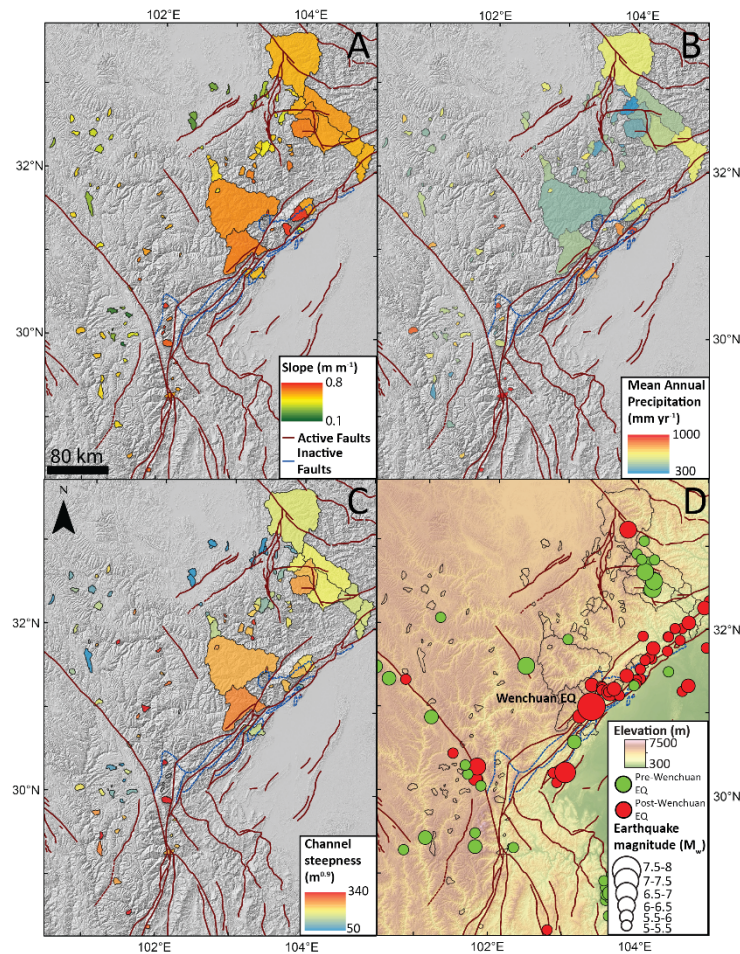 102°E
104°E
102°E
104°E
A
B
32°N
32°N
30°N
30°N
Slope (m m⁻¹)
0.8
0.1
Active Faults
Inactive
Faults
80 km
Mean Annual
Precipitation
(mm yr⁻¹)
1000
300
N
C
D
32°N
32°N
Wenchuan EQ
30°N
30°N
Channel
steepness
(m⁰·⁹)
340
50
Elevation (m)
7500
300
Pre-Wenchuan
EQ
Post-Wenchuan
EQ
Earthquake
magnitude (Mw)
7.5-8
7-7.5
6.5-7
6-6.5
5.5-6
5-5.5
102°E
104°E
102°E
104°E